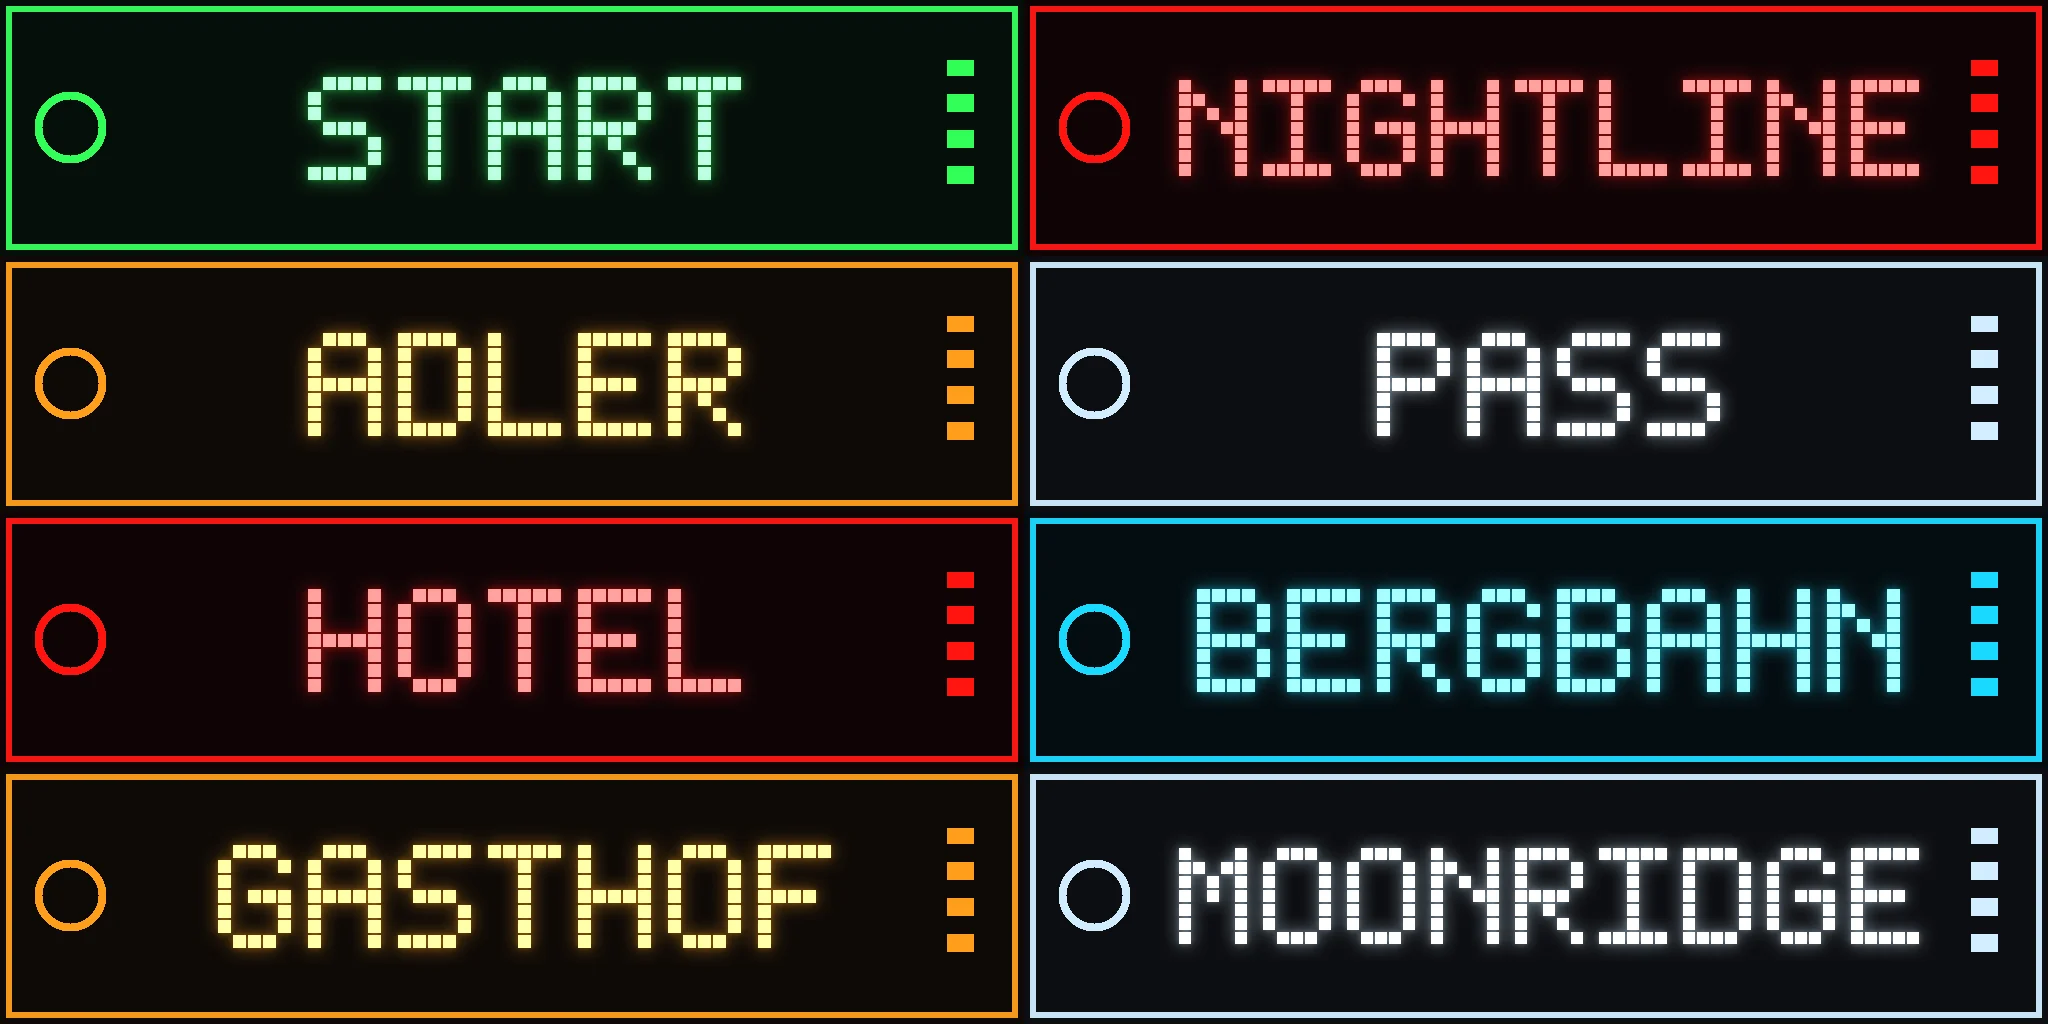 START
NIGHTLINE
ADLER
PASS
HOTEL
BERGBAHN
GASTHOF
MOONRIDGE